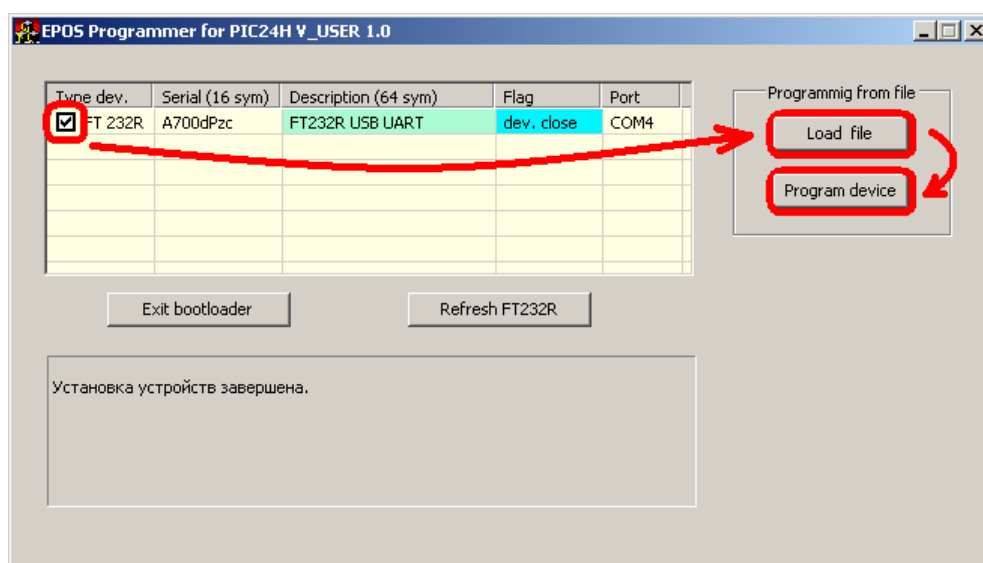 EPOS Programmer for PIC24H V_USER 1.0
Type dev. Serial (16 sym) Description (64 sym) Flag Port
FT 232R A700dPzc FT232R USB UART dev. close COM4
Programmig from file
Load file
Program device
Exit bootloader Refresh FT232R
Установка устройств завершена.